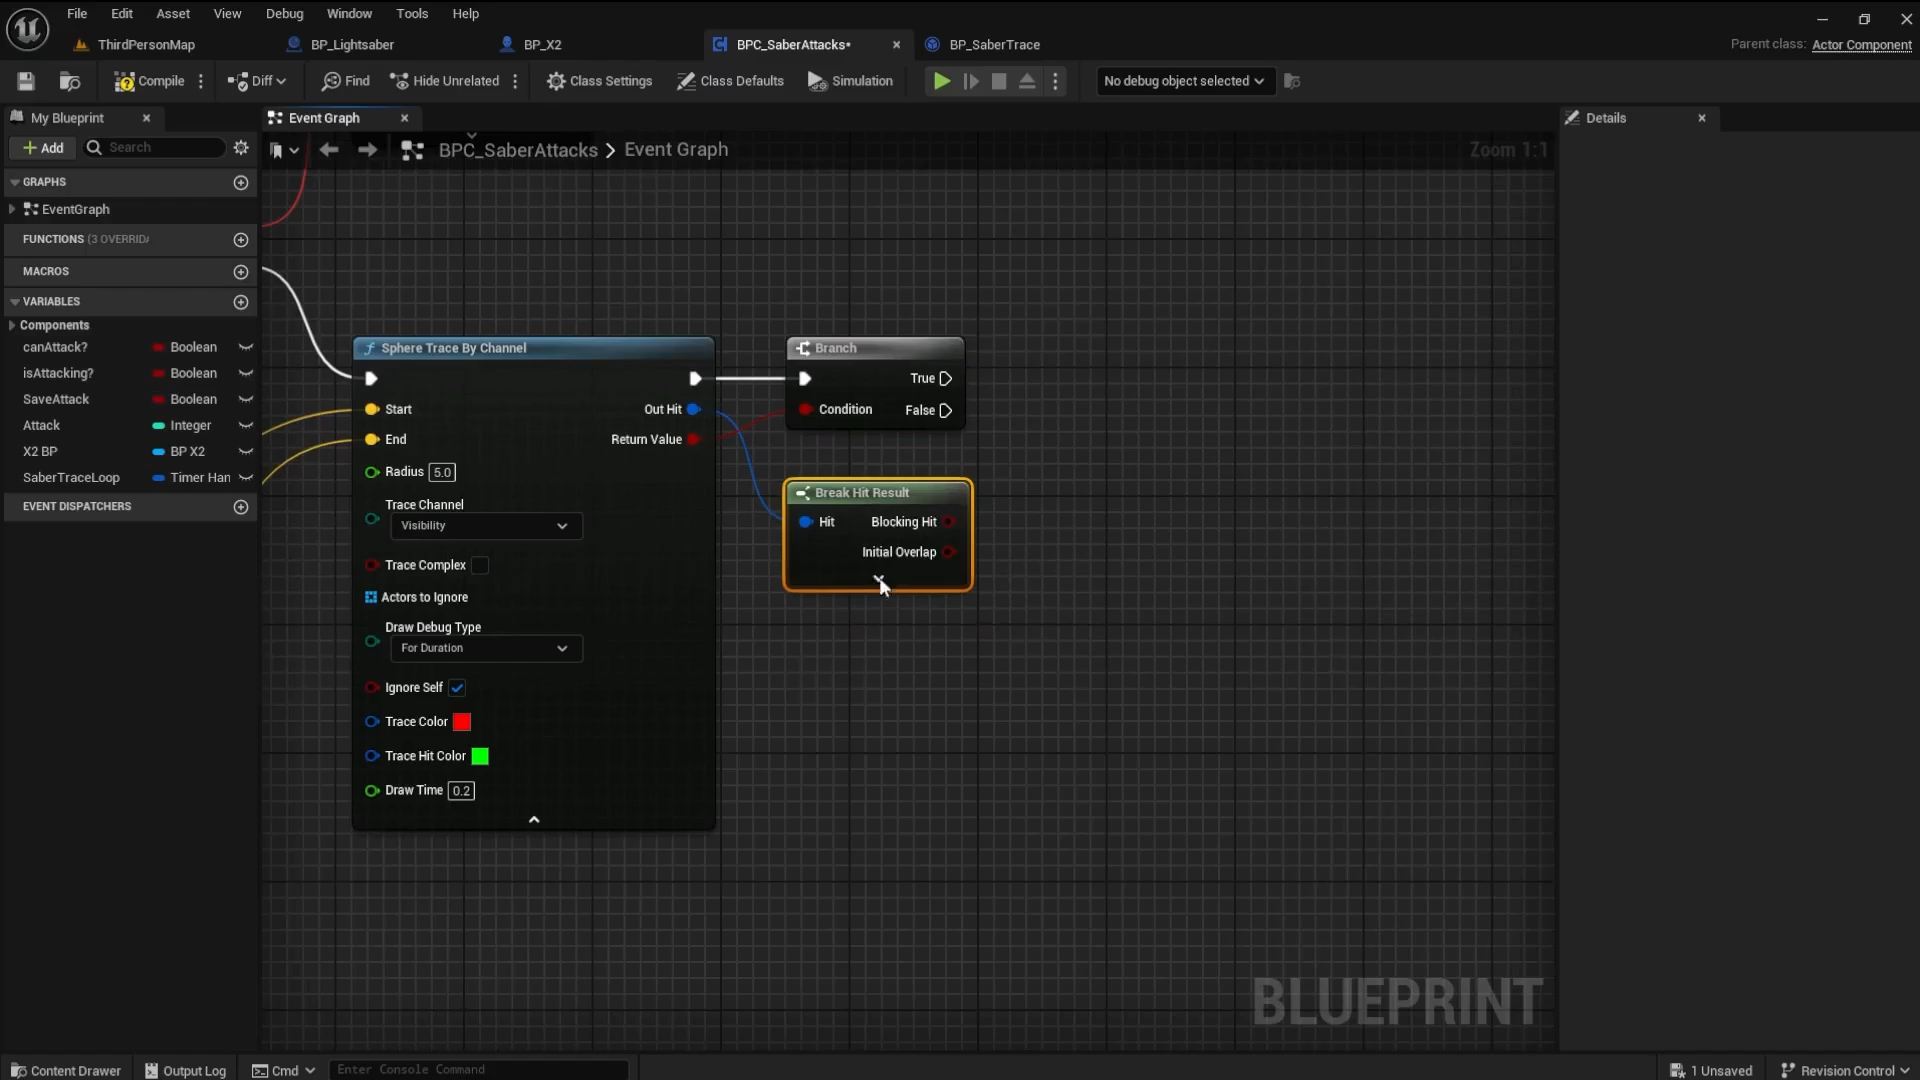 File Edit Asset View Debug Window Tools Help
ThirdPersonMap BP_Lightsaber BP_X2 BPC_SaberAttacks• BP_SaberTrace
Parent class: Actor Component
Compile Diff Find Hide Unrelated Class Settings Class Defaults Simulation No debug object selected
My Blueprint Event Graph Details
Add Search BPC_SaberAttacks > Event Graph Zoom 1:1
GRAPHS
EventGraph
FUNCTIONS (3 OVERRIDA
MACROS
VARIABLES
Components
canAttack? Boolean
isAttacking? Boolean
SaveAttack Boolean
Attack Integer
X2 BP BP X2
SaberTraceLoop Timer Han
EVENT DISPATCHERS
Sphere Trace By Channel
Start Out Hit
End Return Value
Radius 5.0
Trace Channel
Visibility
Trace Complex
Actors to Ignore
Draw Debug Type
For Duration
Ignore Self
Trace Color
Trace Hit Color
Draw Time 0.2
Branch
True
Condition False
Break Hit Result
Hit Blocking Hit
Initial Overlap
BLUEPRINT
Content Drawer Output Log Cmd Enter Console Command 1 Unsaved Revision Control